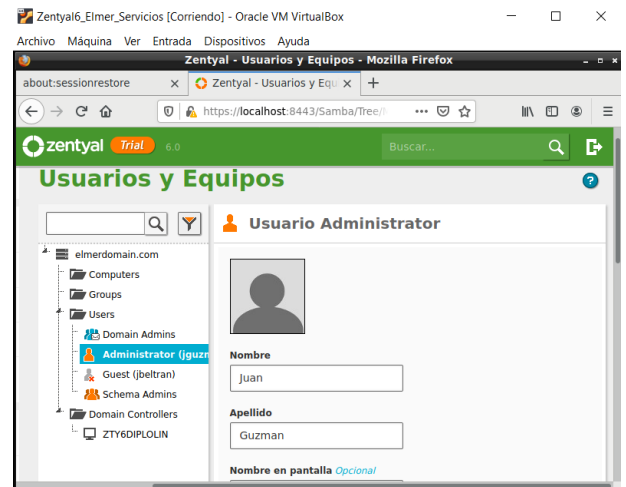 Zentyal6_Elmer_Servicios [Corriendo] - Oracle VM VirtualBox
Archivo Máquina Ver Entrada Dispositivos Ayuda
Zentyal - Usuarios y Equipos - Mozilla Firefox
about:sessionrestore
Zentyal - Usuarios y Equi
https://localhost:8443/Samba/Tree/
zentyal Trial 6.0
Buscar...
Usuarios y Equipos
Usuario Administrator
elmerdomain.com
Computers
Groups
Users
Domain Admins
Administrator (jguzm
Guest (jbeltran)
Schema Admins
Domain Controllers
ZTY6DIPLOLIN
Nombre
Juan
Apellido
Guzman
Nombre en pantalla Opcional